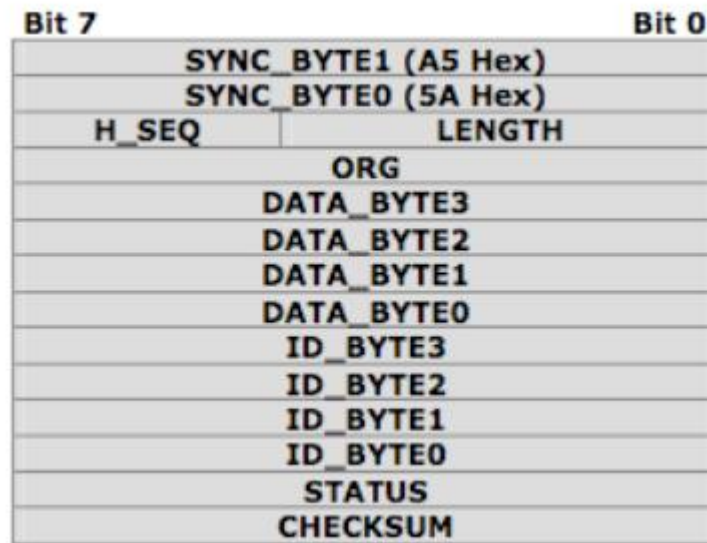 Bit 7 Bit 0
SYNC_BYTE1 (A5 Hex)
SYNC_BYTE0 (5A Hex)
H_SEQ LENGTH
ORG
DATA_BYTE3
DATA_BYTE2
DATA_BYTE1
DATA_BYTE0
ID_BYTE3
ID_BYTE2
ID_BYTE1
ID_BYTE0
STATUS
CHECKSUM